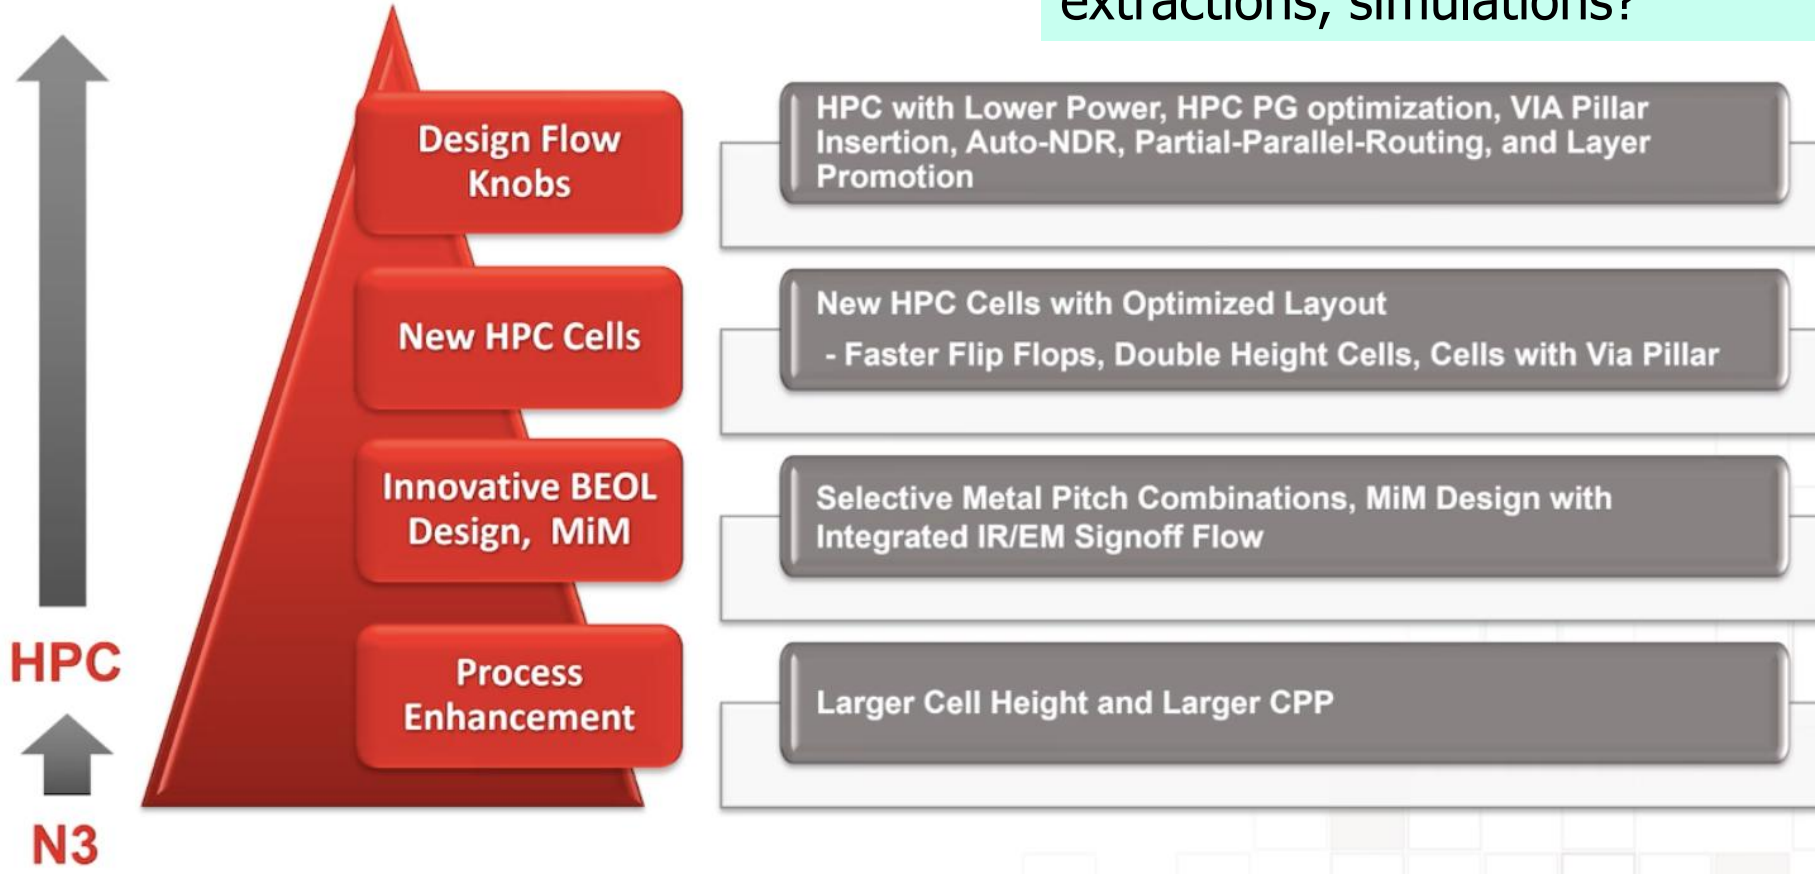 extractions, simulations?
Design Flow
Knobs
HPC with Lower Power, HPC PG optimization, VIA Pillar
Insertion, Auto-NDR, Partial-Parallel-Routing, and Layer
Promotion
New HPC Cells
New HPC Cells with Optimized Layout
- Faster Flip Flops, Double Height Cells, Cells with Via Pillar
Innovative BEOL
Design, MiM
Selective Metal Pitch Combinations, MiM Design with
Integrated IR/EM Signoff Flow
HPC
Process
Enhancement
Larger Cell Height and Larger CPP
N3